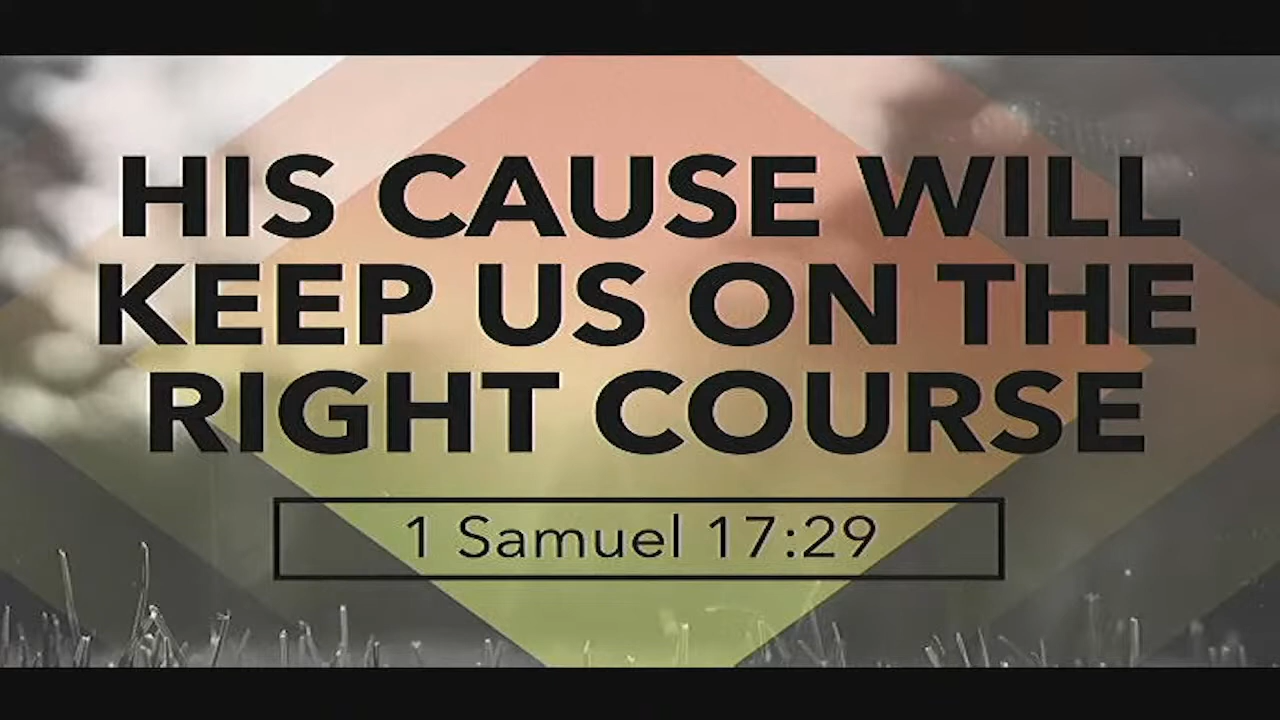 HIS CAUSE WILL
KEEP US ON THE
RIGHT COURSE
1 Samuel 17:29